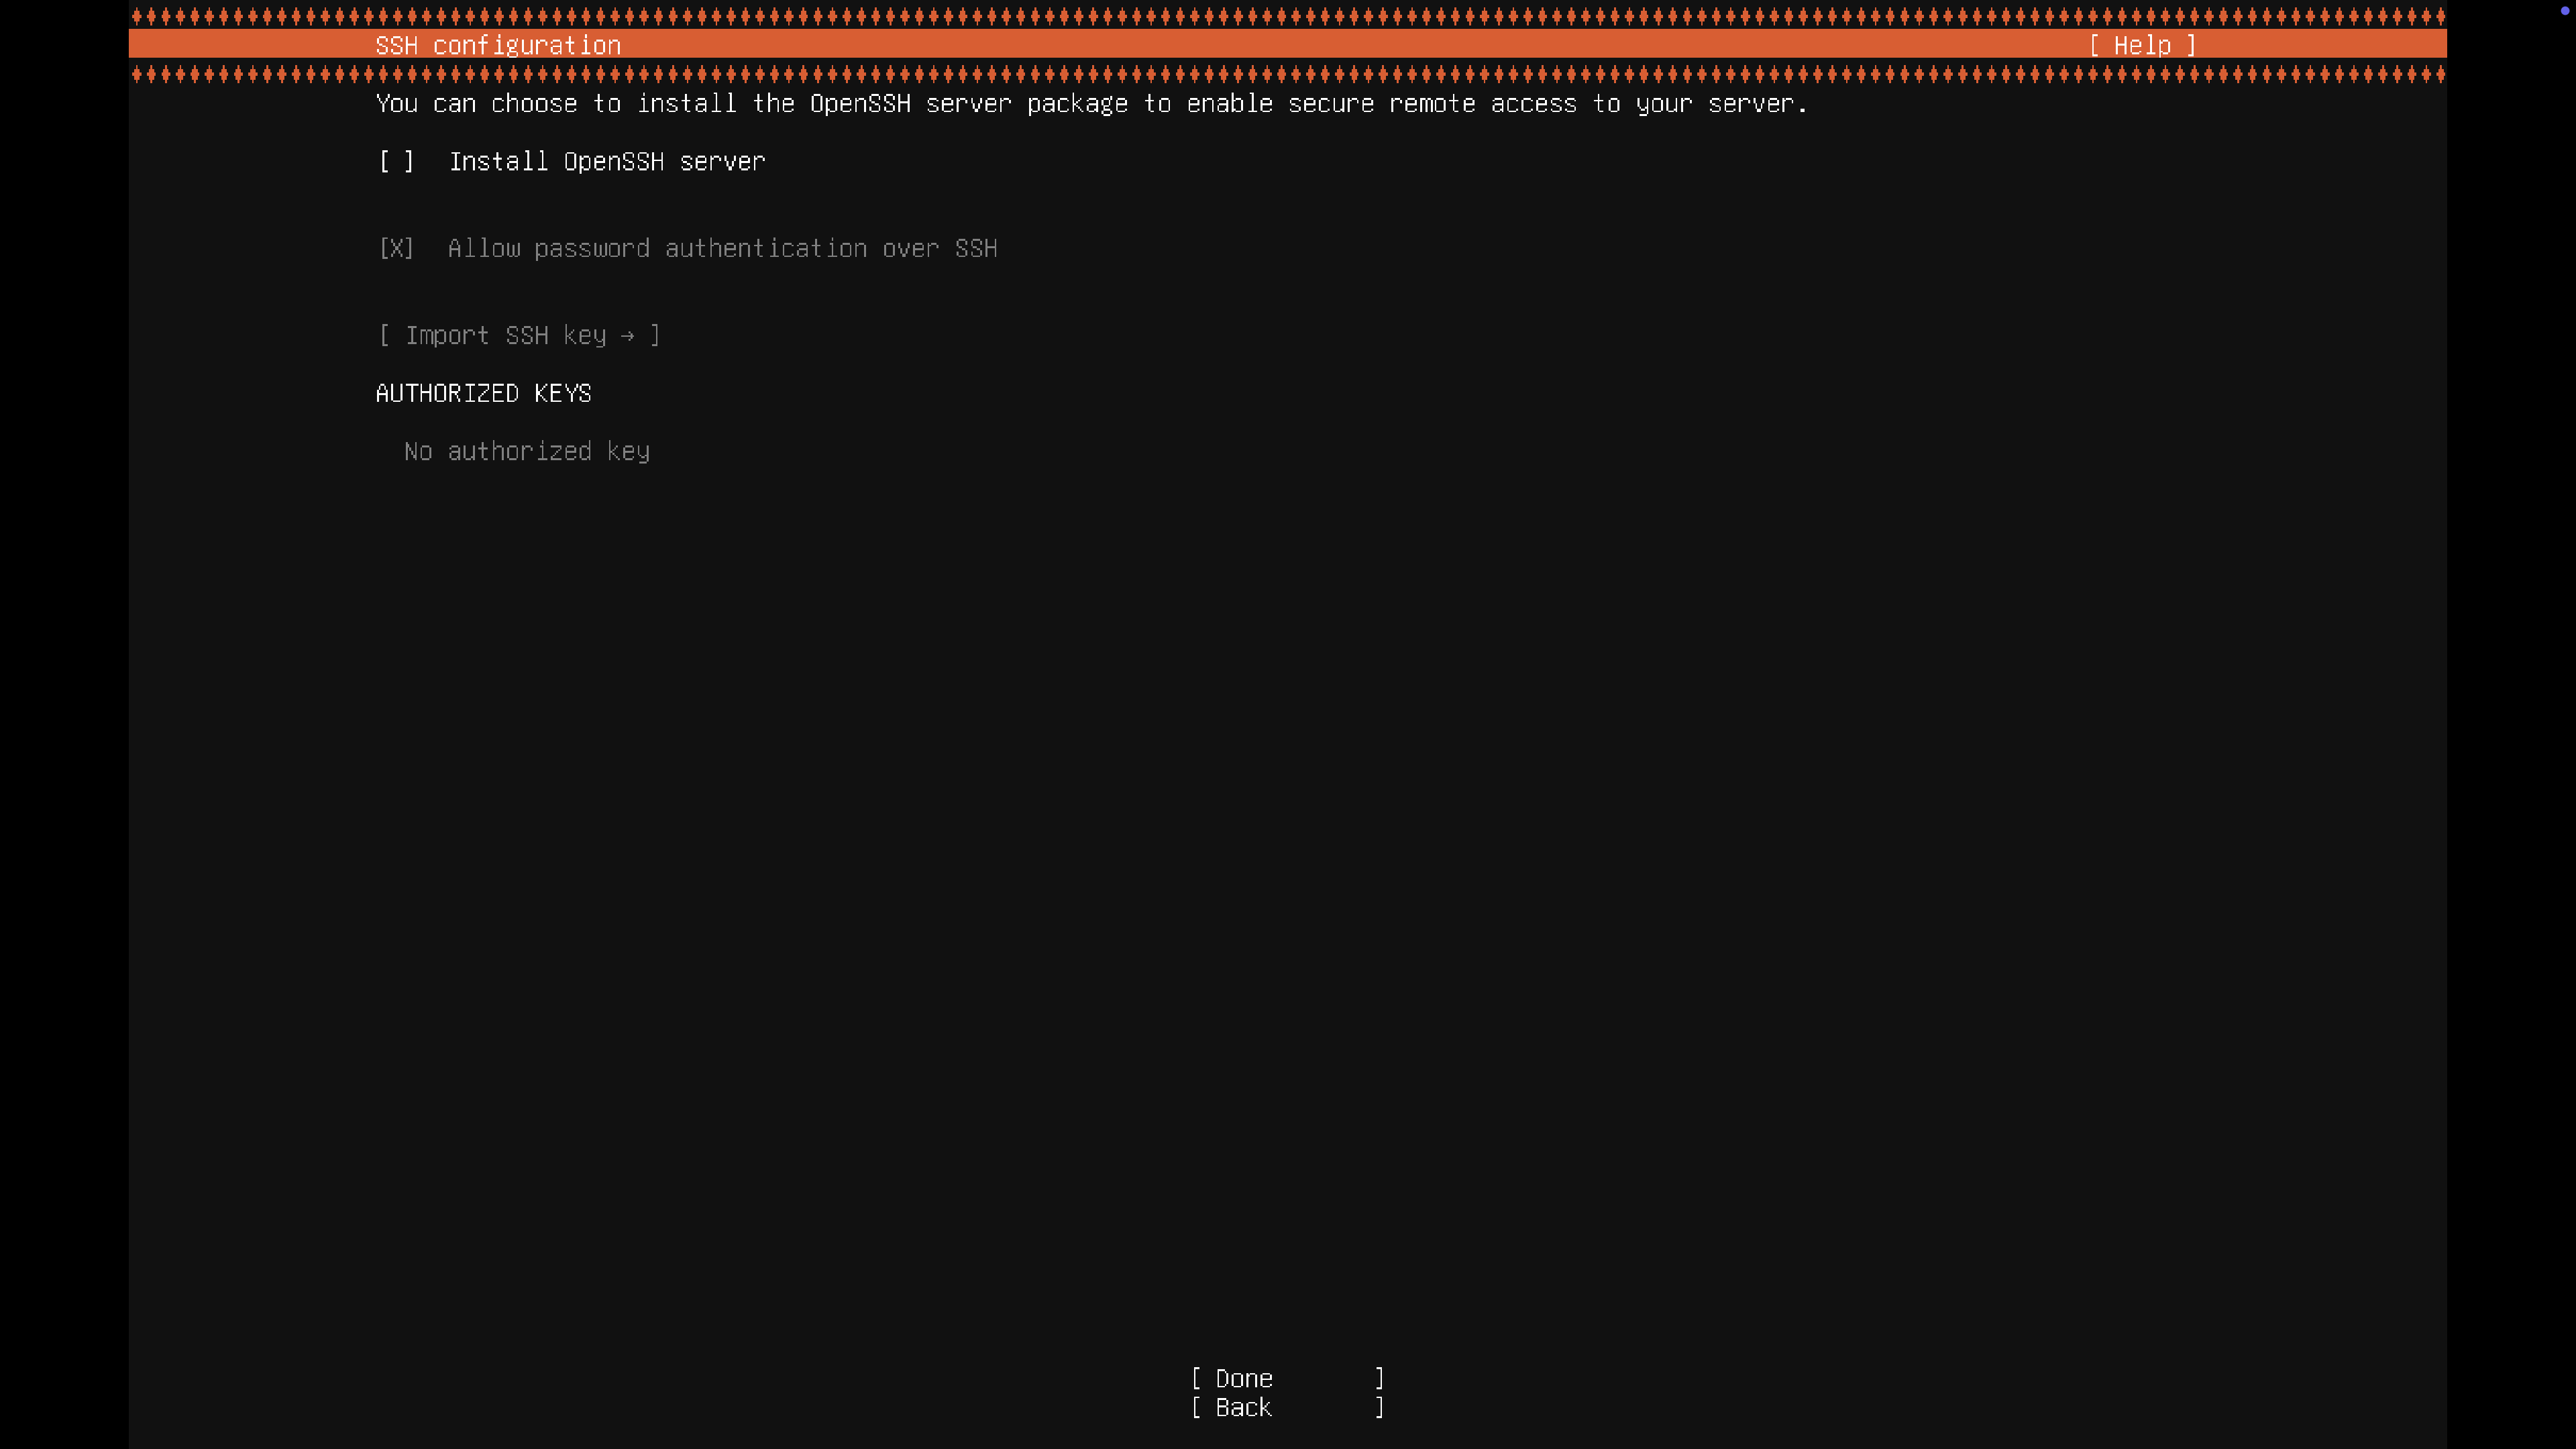 SSH configuration [ Help ]
You can choose to install the OpenSSH server package to enable secure remote access to your server.
[ ] Install OpenSSH server
[X] Allow password authentication over SSH
[ Import SSH key → ]
AUTHORIZED KEYS
No authorized key
[ Done ]
[ Back ]